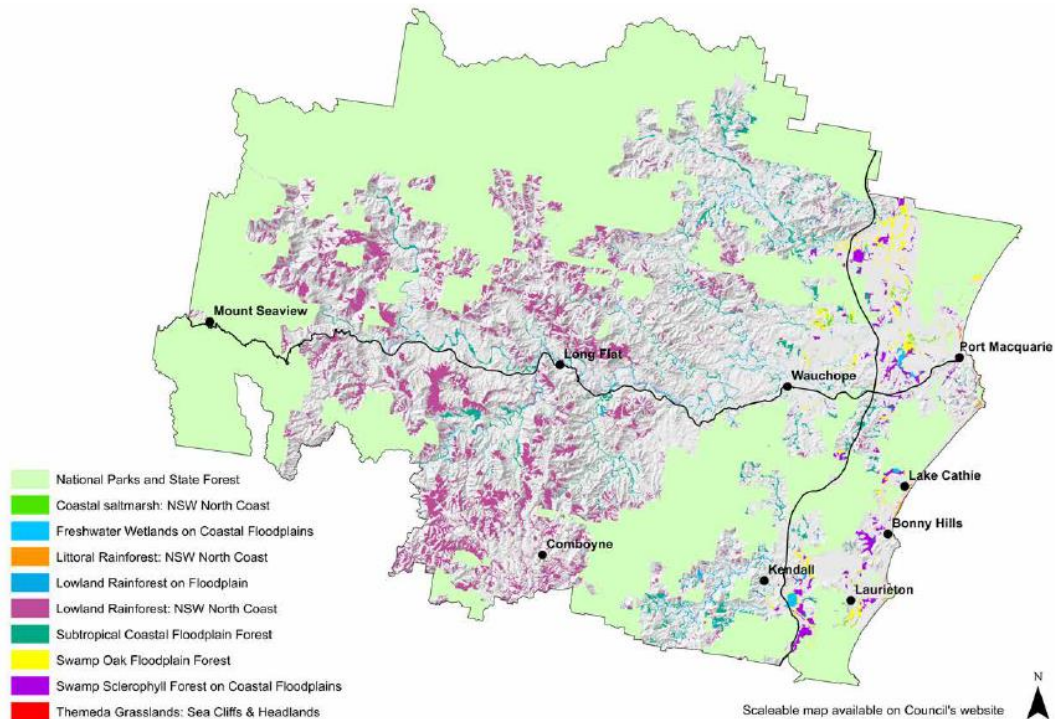 Mount Seaview
Long Flat
Wauchope
Port Macquarie
Lake Cathie
Bonny Hills
Comboyne
Kendall
Laurieton
National Parks and State Forest
Coastal saltmarsh: NSW North Coast
Freshwater Wetlands on Coastal Floodplains
Littoral Rainforest: NSW North Coast
Lowland Rainforest on Floodplain
Lowland Rainforest: NSW North Coast
Subtropical Coastal Floodplain Forest
Swamp Oak Floodplain Forest
Swamp Sclerophyll Forest on Coastal Floodplains
Themeda Grasslands: Sea Cliffs & Headlands
N
Scaleable map available on Council's website